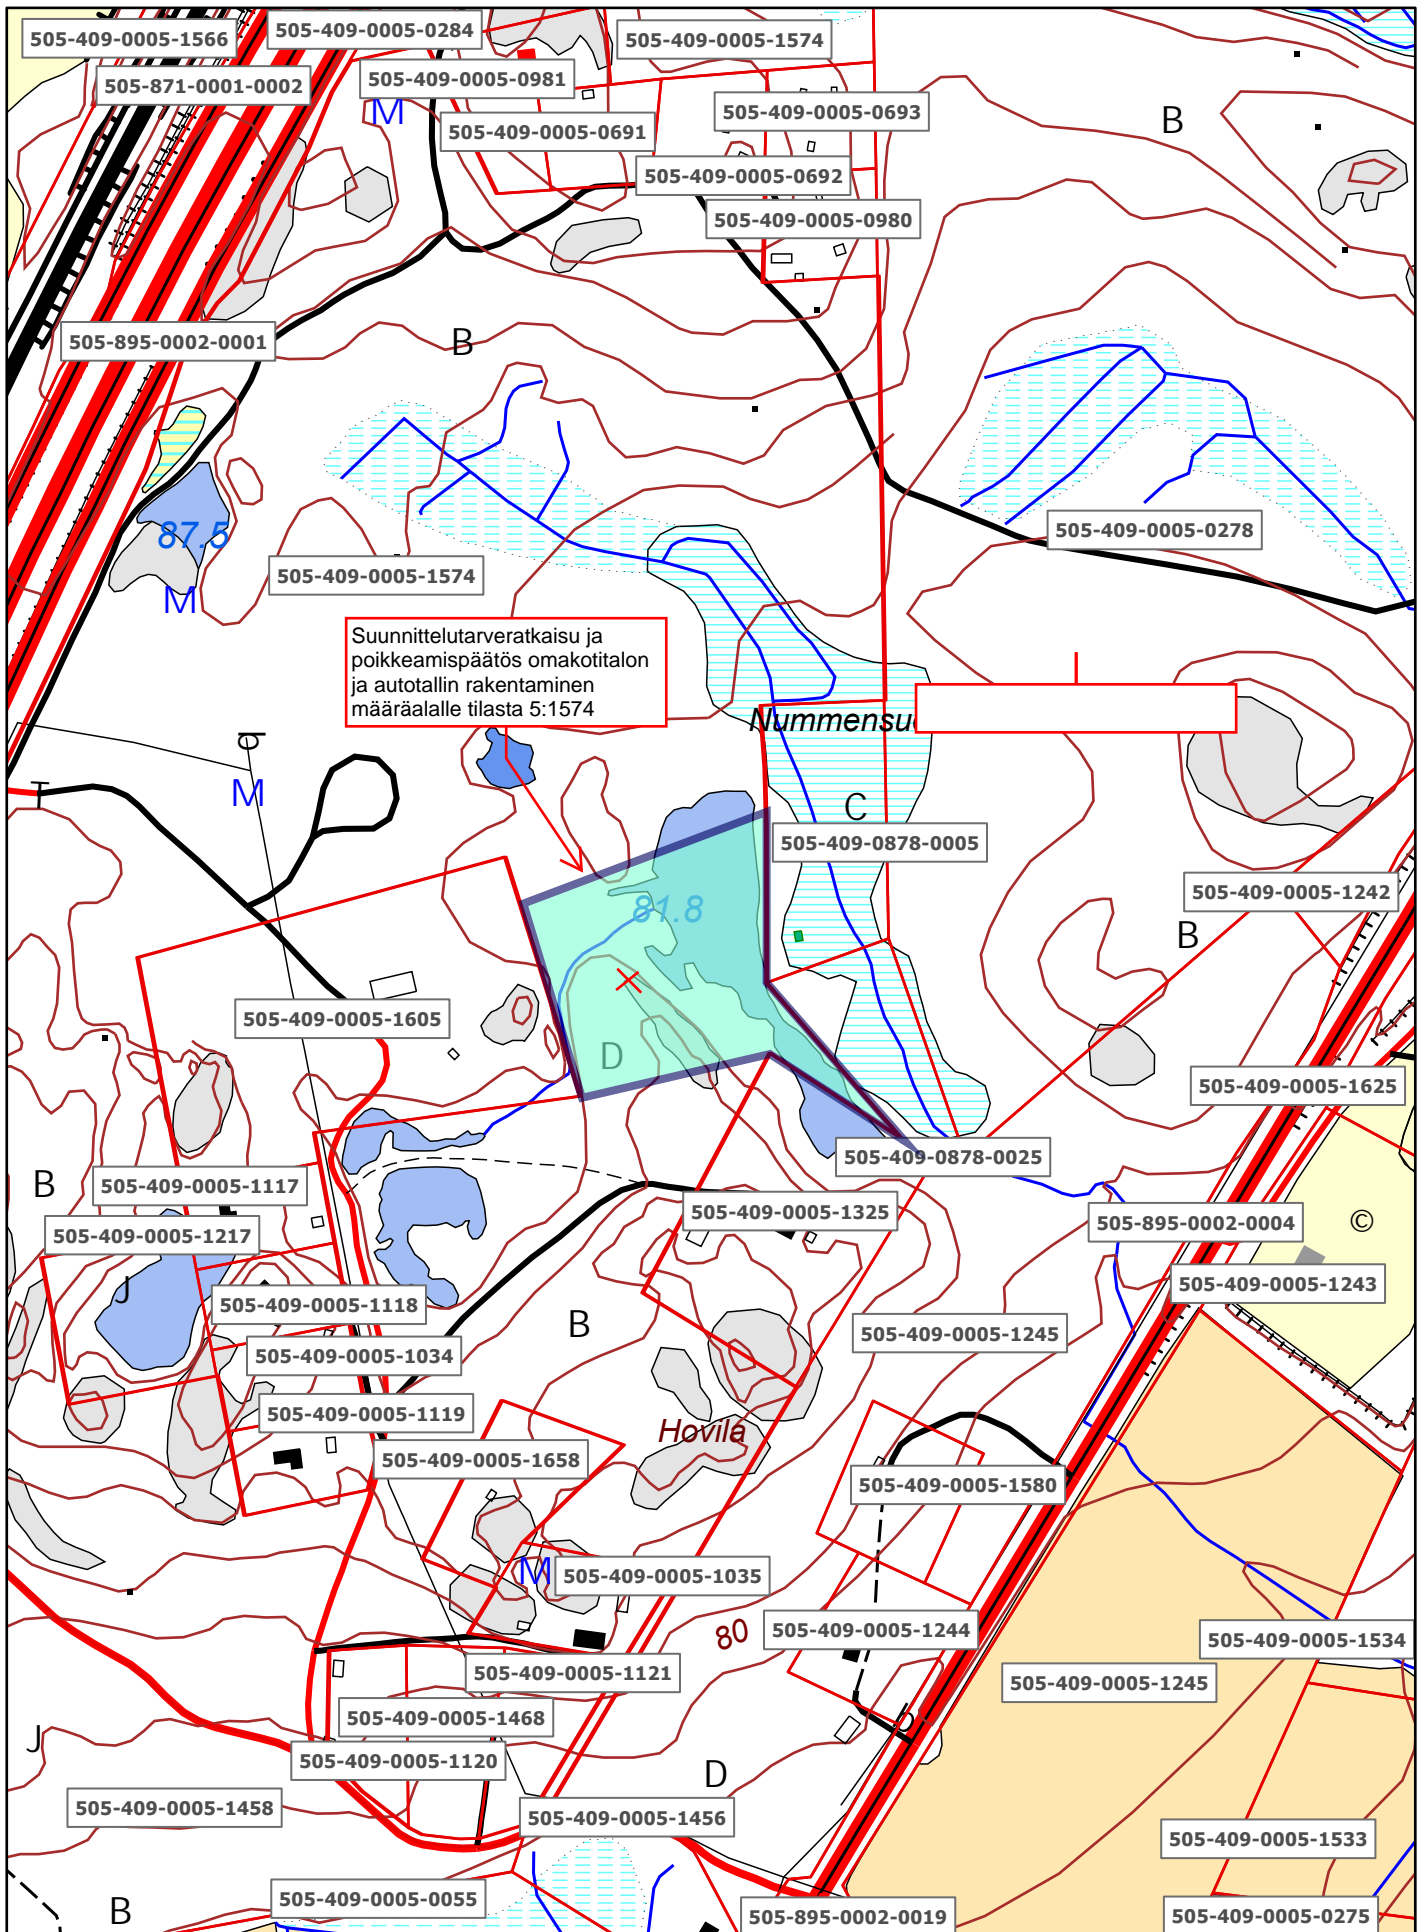 505-409-0005-1566
505-409-0005-0284
505-409-0005-1574
505-871-0001-0002
505-409-0005-0981
M
505-409-0005-0693
B
505-409-0005-0691
505-409-0005-0692
505-409-0005-0980
505-895-0002-0001
B
87.5
505-409-0005-0278
505-409-0005-1574
M
Suunnittelutarveratkaisu ja
poikkeamispäätös omakotitalon
ja autotallin rakentaminen
määräalalle tilasta 5:1574
M
C
505-409-0878-0005
505-409-0005-1242
81.8
B
505-409-0005-1605
D
505-409-0005-1625
505-409-0878-0025
B
505-409-0005-1117
505-409-0005-1325
505-895-0002-0004
©
505-409-0005-1217
505-409-0005-1243
J
505-409-0005-1118
B
505-409-0005-1245
505-409-0005-1034
505-409-0005-1119
Hovila
505-409-0005-1658
505-409-0005-1580
M
505-409-0005-1035
80
505-409-0005-1244
505-409-0005-1534
505-409-0005-1121
505-409-0005-1245
505-409-0005-1468
J
505-409-0005-1120
D
505-409-0005-1458
505-409-0005-1456
505-409-0005-1533
505-409-0005-0055
B
505-895-0002-0019
505-409-0005-0275